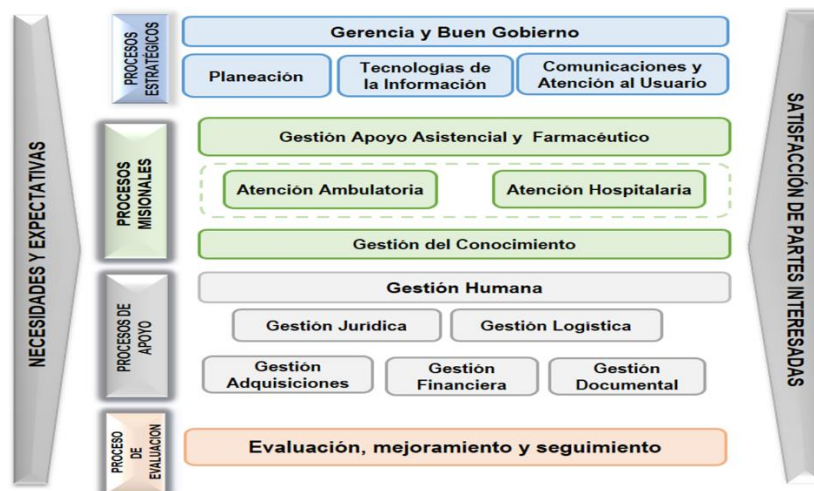 NECESIDADES Y EXPECTATIVAS
PROCESOS
ESTRATÉGICOS
Gerencia y Buen Gobierno
Planeación
Tecnologías de
la Información
Comunicaciones y
Atención al Usuario
PROCESOS
MISIONALES
Gestión Apoyo Asistencial y Farmacéutico
Atención Ambulatoria
Atención Hospitalaria
Gestión del Conocimiento
PROCESOS DE
APOYO
Gestión Humana
Gestión Jurídica
Gestión Logística
Gestión
Adquisiciones
Gestión
Financiera
Gestión
Documental
PROCESO
DE
EVALUACION
Evaluación, mejoramiento y seguimiento
SATISFACCIÓN DE PARTES INTERESADAS